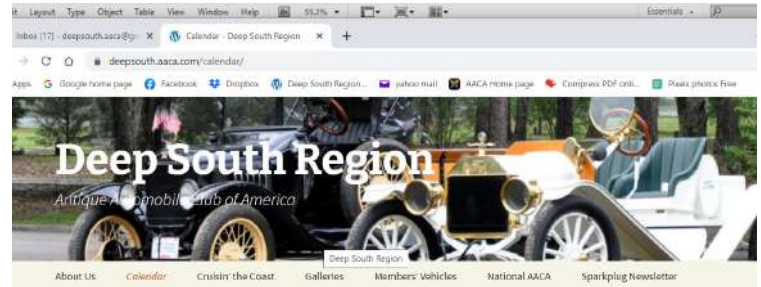 Layout Type Object Table View Window Help 59.2% Essentials
Inbox (17) - deepsouth.aaca@g Calendar - Deep South Region
deepsouth.aaca.com/calendar/
Apps Google home page Facebook Dropbox Deep South Region... yahoo mail AACA Home page Compress PDF onli... Pixels photos Free
Deep South Region
Antique Automobile Club of America
Deep South Region
About Us Calendar Cruisin' the Coast Galleries Members' Vehicles National AACA Sparkplug Newsletter